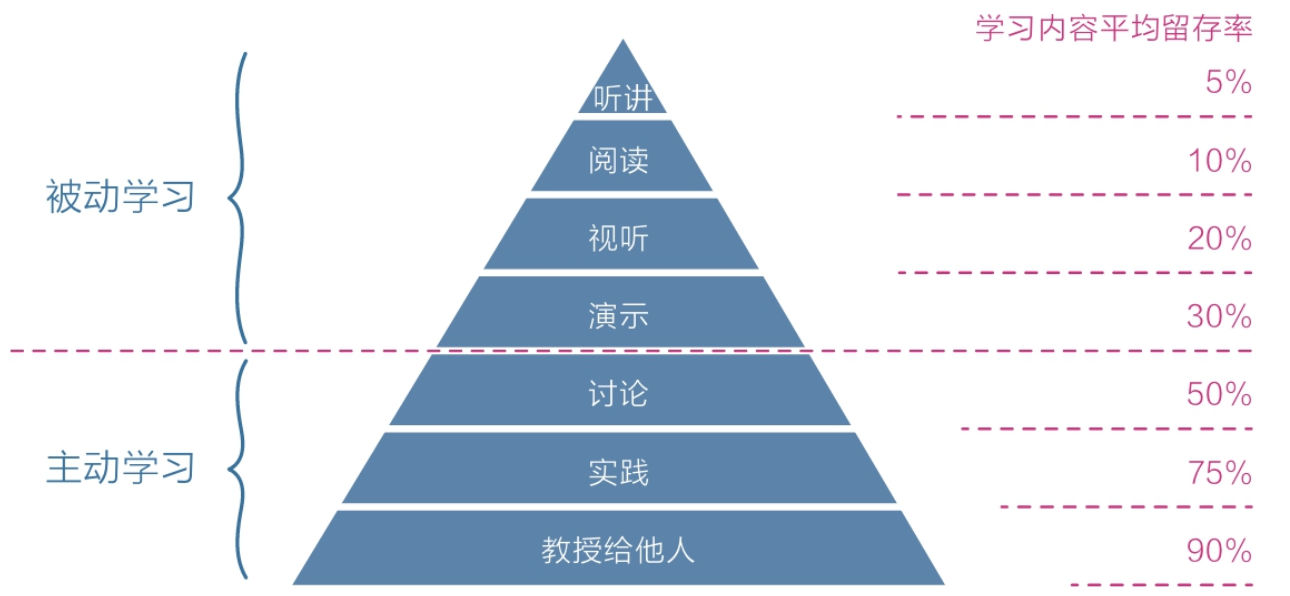 学习内容平均留存率
听讲
5%
阅读
10%
被动学习
视听
20%
演示
30%
讨论
50%
主动学习
实践
75%
教授给他人
90%